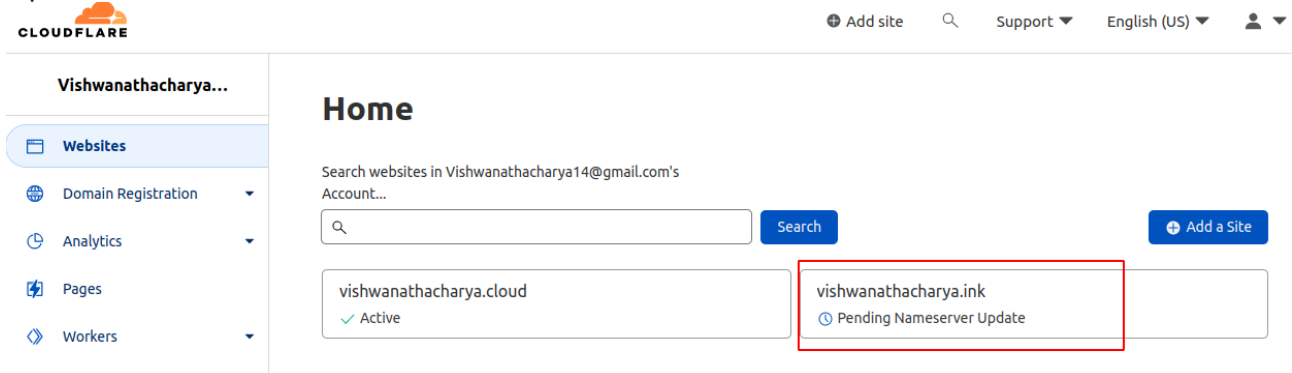 CLOUDFLARE
Add site
Support
English (US)
Vishwanathacharya...
Websites
Domain Registration
Analytics
Pages
Workers
Home
Search websites in Vishwanathacharya14@gmail.com's
Account...
Search
Add a Site
vishwanathacharya.cloud
Active
vishwanathacharya.ink
Pending Nameserver Update